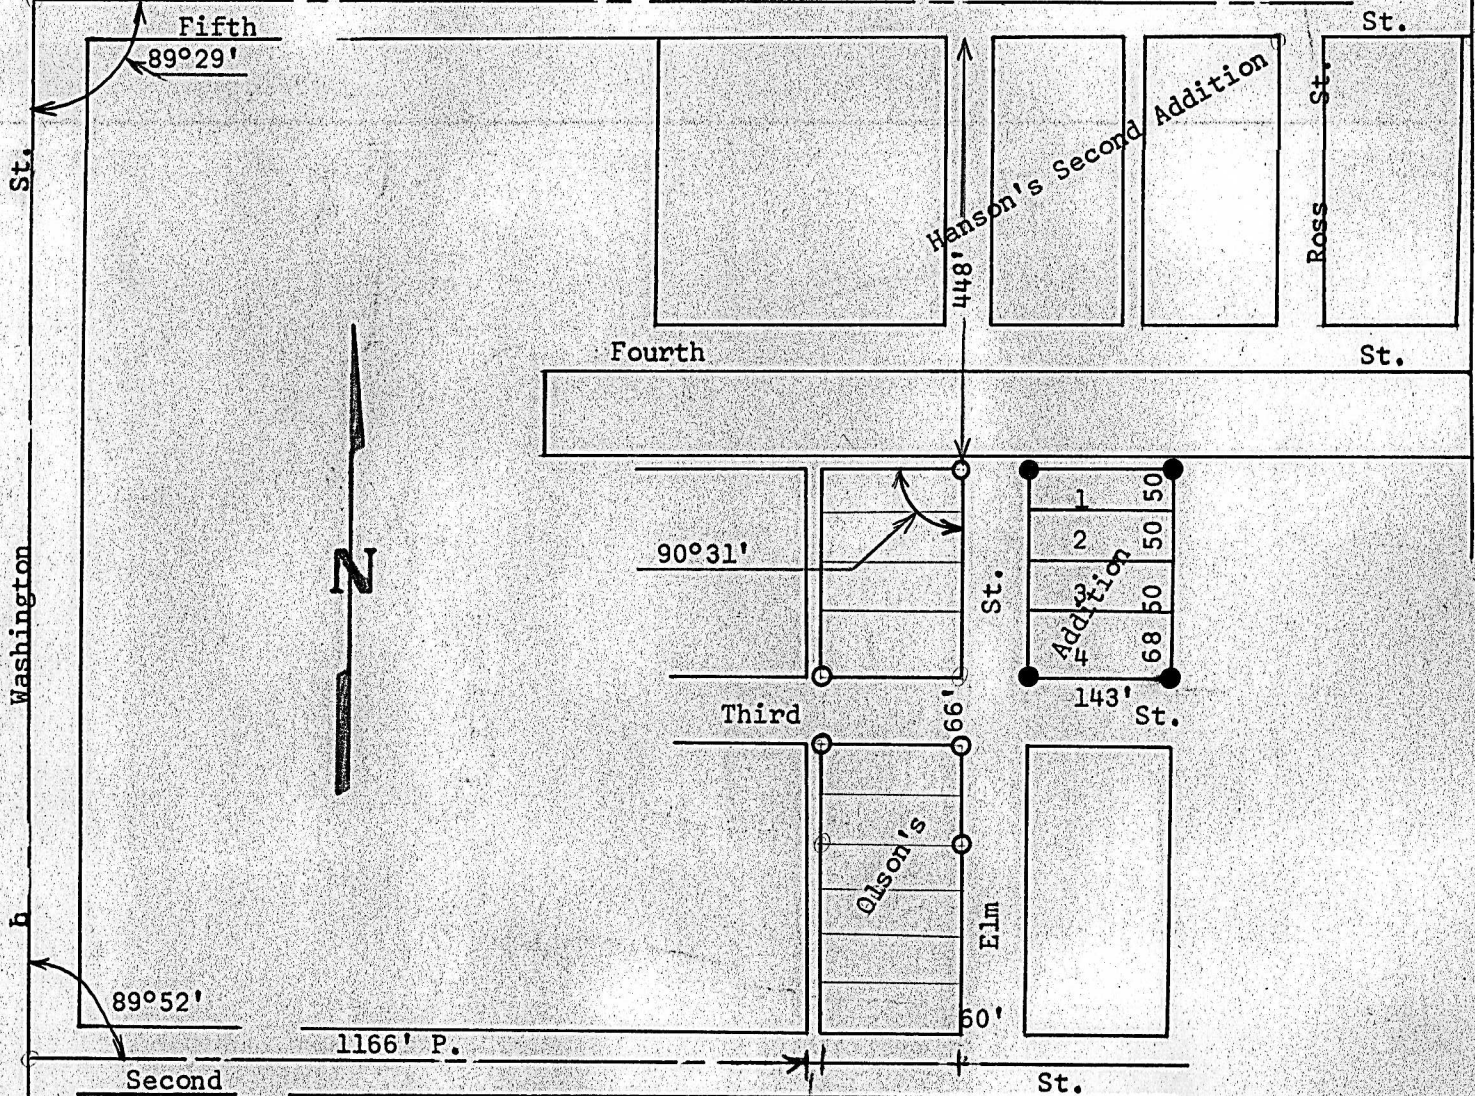 Fifth St.
89°29'
St.
Hanson's Second Addition
Ross St.
448'
Fourth St.
N
90°31'
1 50
2 50
3 50
4 68
Addition
St.
143'
Washington
Third St.
66'
Olson's
Elm
60'
89°52'
1166' P.
Second St.